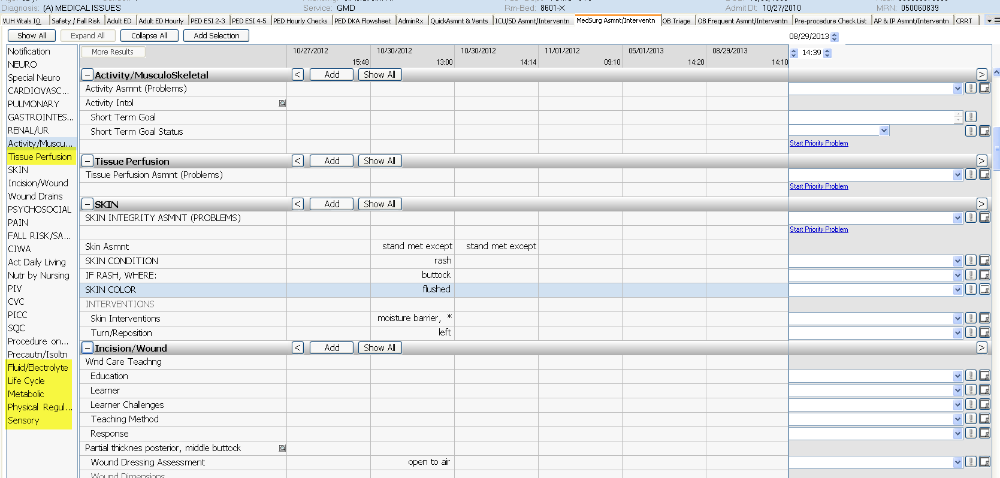 Diagnosis: (A) MEDICAL ISSUES Service: GMD Rm-Bed: 8601-X Admit Dt: 10/27/2010 MRN: 050060839
VUH Vitals IO Safety / Fall Risk Adult ED Adult ED Hourly PED ESI 2-3 PED ESI 4-5 PED Hourly Checks PED DKA Flowsheet AdminRx QuickAsmnt & Vents ICU/SD Asmnt/Interventn MedSurg Asmnt/Interventn OB Triage OB Frequent Asmnt/Interventn Pre-procedure Check List AP & IP Asmnt/Interventn CRRT
Show All Expand All Collapse All Add Selection 08/29/2013
14:39
Notification
NEURO
Special Neuro
CARDIOVASC...
PULMONARY
GASTROINTES...
RENAL/UR
Activity/Muscu...
Tissue Perfusion
SKIN
Incision/Wound
Wound Drains
PSYCHOSOCIAL
PAIN
FALL RISK/SA...
CIWA
Act Daily Living
Nutr by Nursing
PIV
CVC
PICC
SQC
Procedure on...
Precautn/Isoltn
Fluid/Electrolyte
Life Cycle
Metabolic
Physical Regul...
Sensory
More Results 10/27/2012 10/30/2012 10/30/2012 11/01/2012 05/01/2013 08/29/2013
15:48 13:00 14:14 09:10 14:20 14:10
- Activity/MusculoSkeletal < Add Show All >
Activity Asmnt (Problems)
Activity Intol
Short Term Goal
Short Term Goal Status
Start Priority Problem
- Tissue Perfusion < Add Show All >
Tissue Perfusion Asmnt (Problems)
Start Priority Problem
- SKIN < Add Show All >
SKIN INTEGRITY ASMNT (PROBLEMS)
Start Priority Problem
Skin Asmnt stand met except stand met except
SKIN CONDITION rash
IF RASH, WHERE: buttock
SKIN COLOR flushed
INTERVENTIONS
Skin Interventions moisture barrier, *
Turn/Reposition left
- Incision/Wound < Add Show All >
Wnd Care Teachng
Education
Learner
Learner Challenges
Teaching Method
Response
Partial thicknes posterior, middle buttock
Wound Dressing Assessment open to air
Wound Dimensions